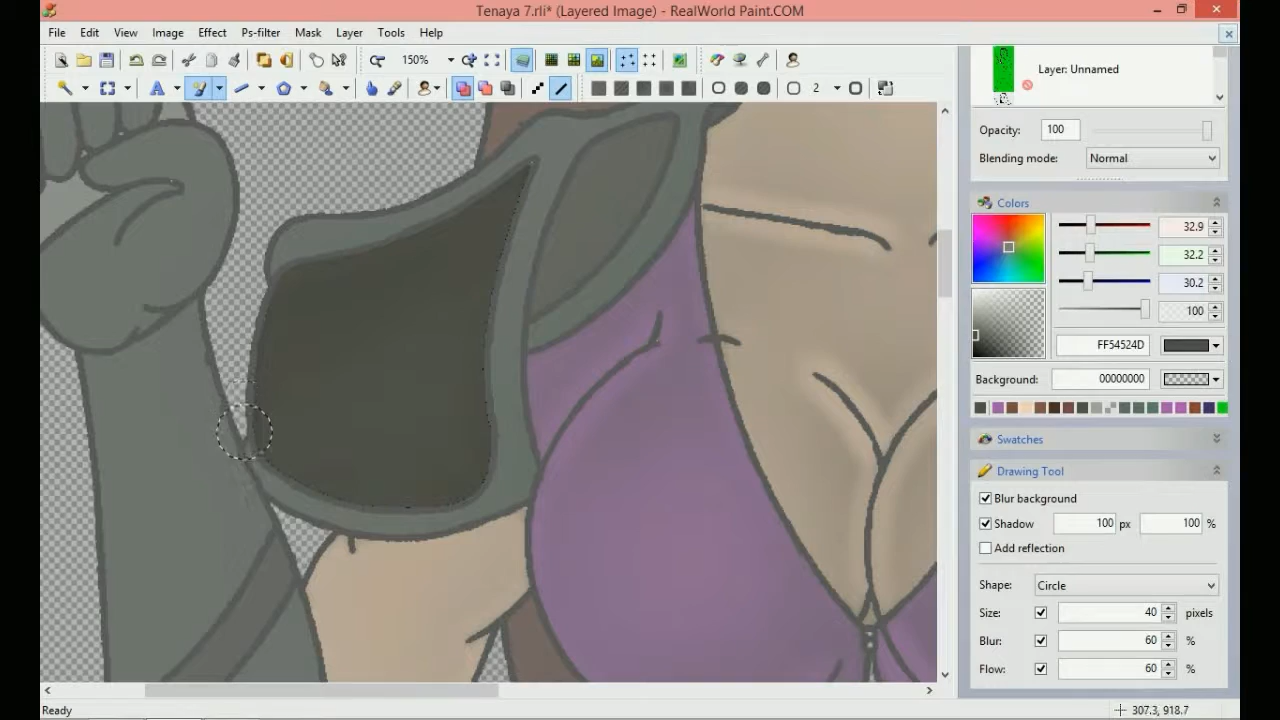 Tenaya 7.rli* (Layered Image) - RealWorld Paint.COM
File Edit View Image Effect Ps-filter Mask Layer Tools Help
150%
2
Layer: Unnamed
Opacity: 100
Blending mode: Normal
Colors
32.9
32.2
30.2
100
FF54524D
Background: 00000000
Swatches
Drawing Tool
Blur background
Shadow 100 px 100 %
Add reflection
Shape: Circle
Size: 40 pixels
Blur: 60 %
Flow: 60 %
Ready 307.3, 918.7